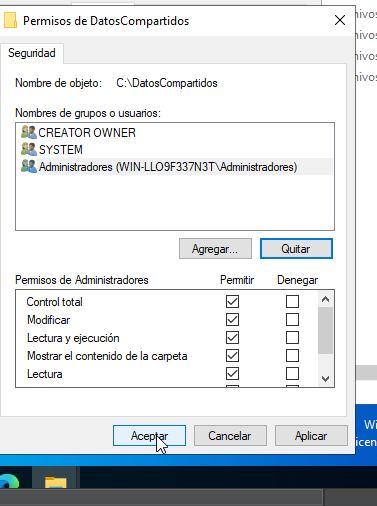 Permisos de DatosCompartidos
Seguridad
Nombre de objeto: C:\DatosCompartidos
Nombres de grupos o usuarios:
CREATOR OWNER
SYSTEM
Administradores (WIN-LLO9F337N3T\Administradores)
Agregar... Quitar
Permisos de Administradores Permitir Denegar
Control total
Modificar
Lectura y ejecución
Mostrar el contenido de la carpeta
Lectura
Aceptar Cancelar Aplicar